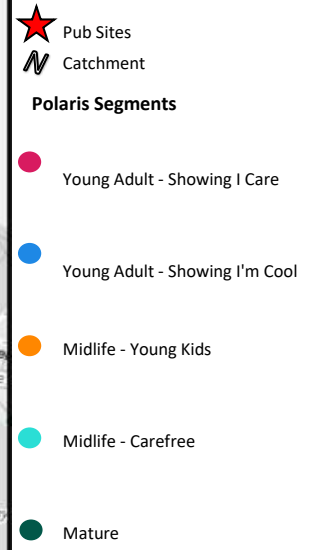 Pub Sites
Catchment
Polaris Segments
Young Adult - Showing I Care
Young Adult - Showing I'm Cool
Midlife - Young Kids
Midlife - Carefree
Mature